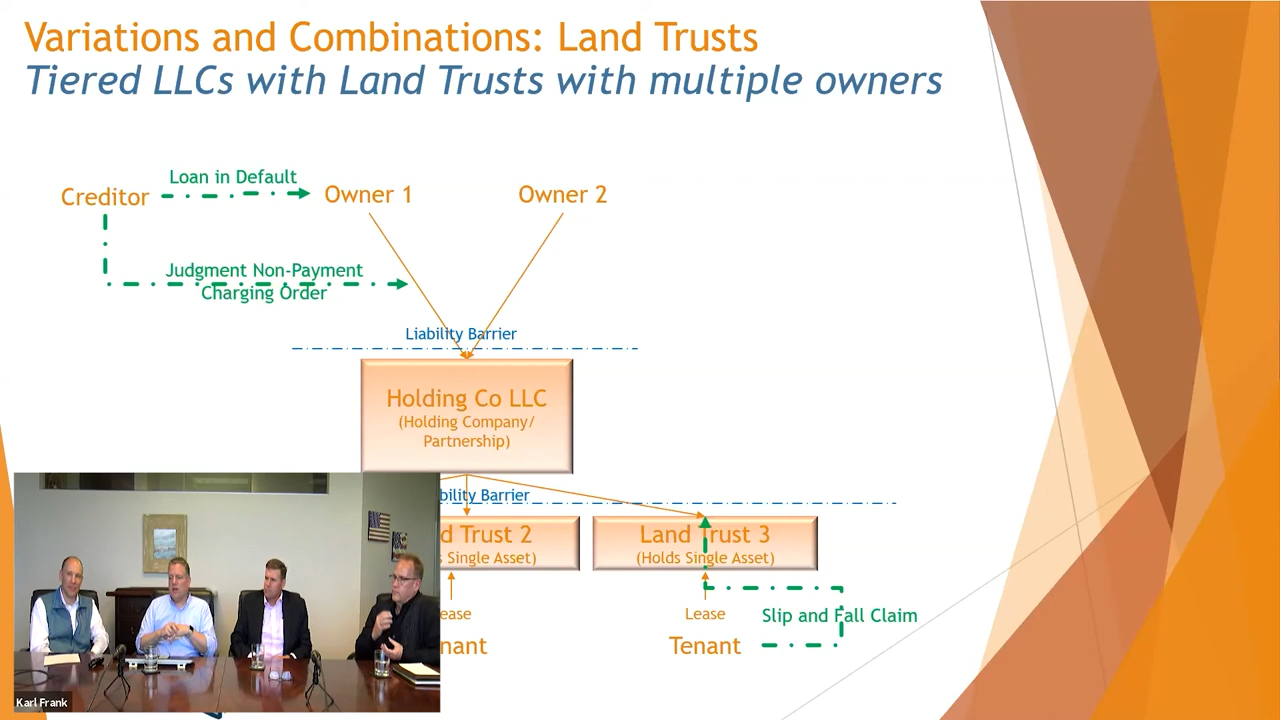 Variations and Combinations: Land Trusts
Tiered LLCs with Land Trusts with multiple owners
Loan in Default
Creditor
Owner 1
Owner 2
Judgment Non-Payment
Charging Order
Liability Barrier
Holding Co LLC
(Holding Company/
Partnership)
bility Barrier
d Trust 2
Land Trust 3
s Single Asset)
(Holds Single Asset)
ease
Lease
Slip and Fall Claim
nant
Tenant
Karl Frank